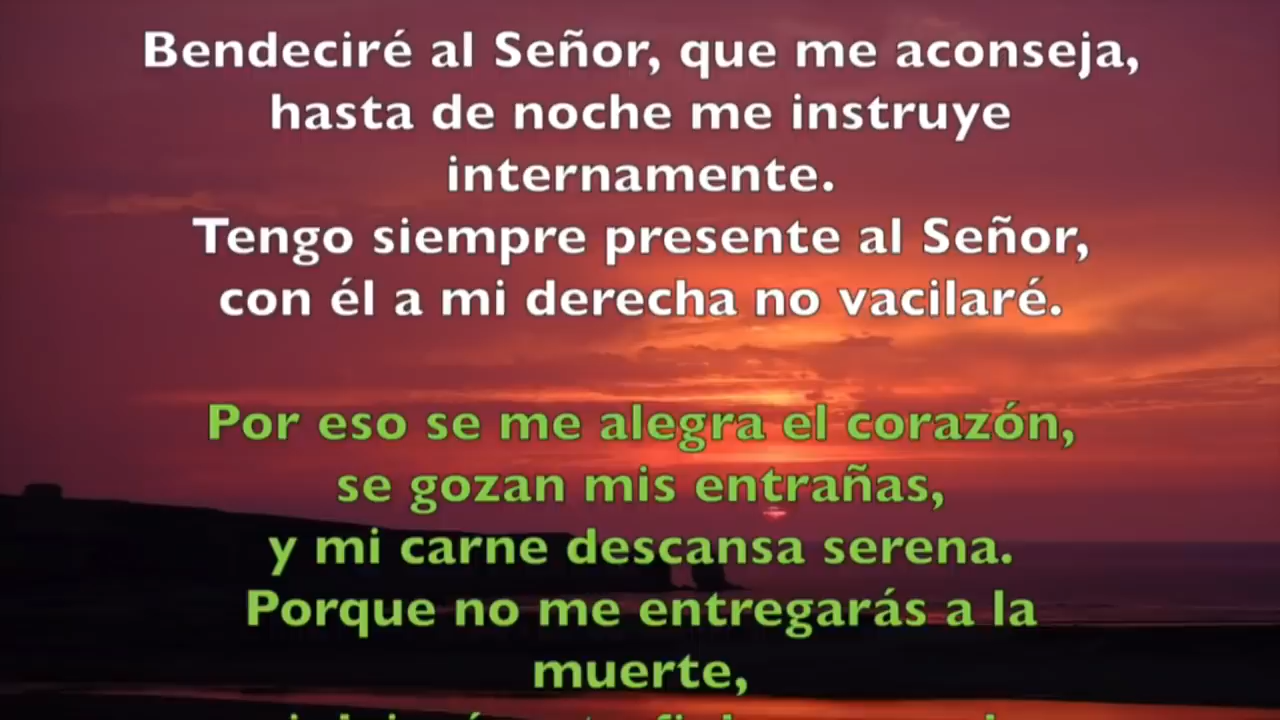 Bendeciré al Señor, que me aconseja,
hasta de noche me instruye
internamente.
Tengo siempre presente al Señor,
con él a mi derecha no vacilaré.
Por eso se me alegra el corazón,
se gozan mis entrañas,
y mi carne descansa serena.
Porque no me entregarás a la
muerte,